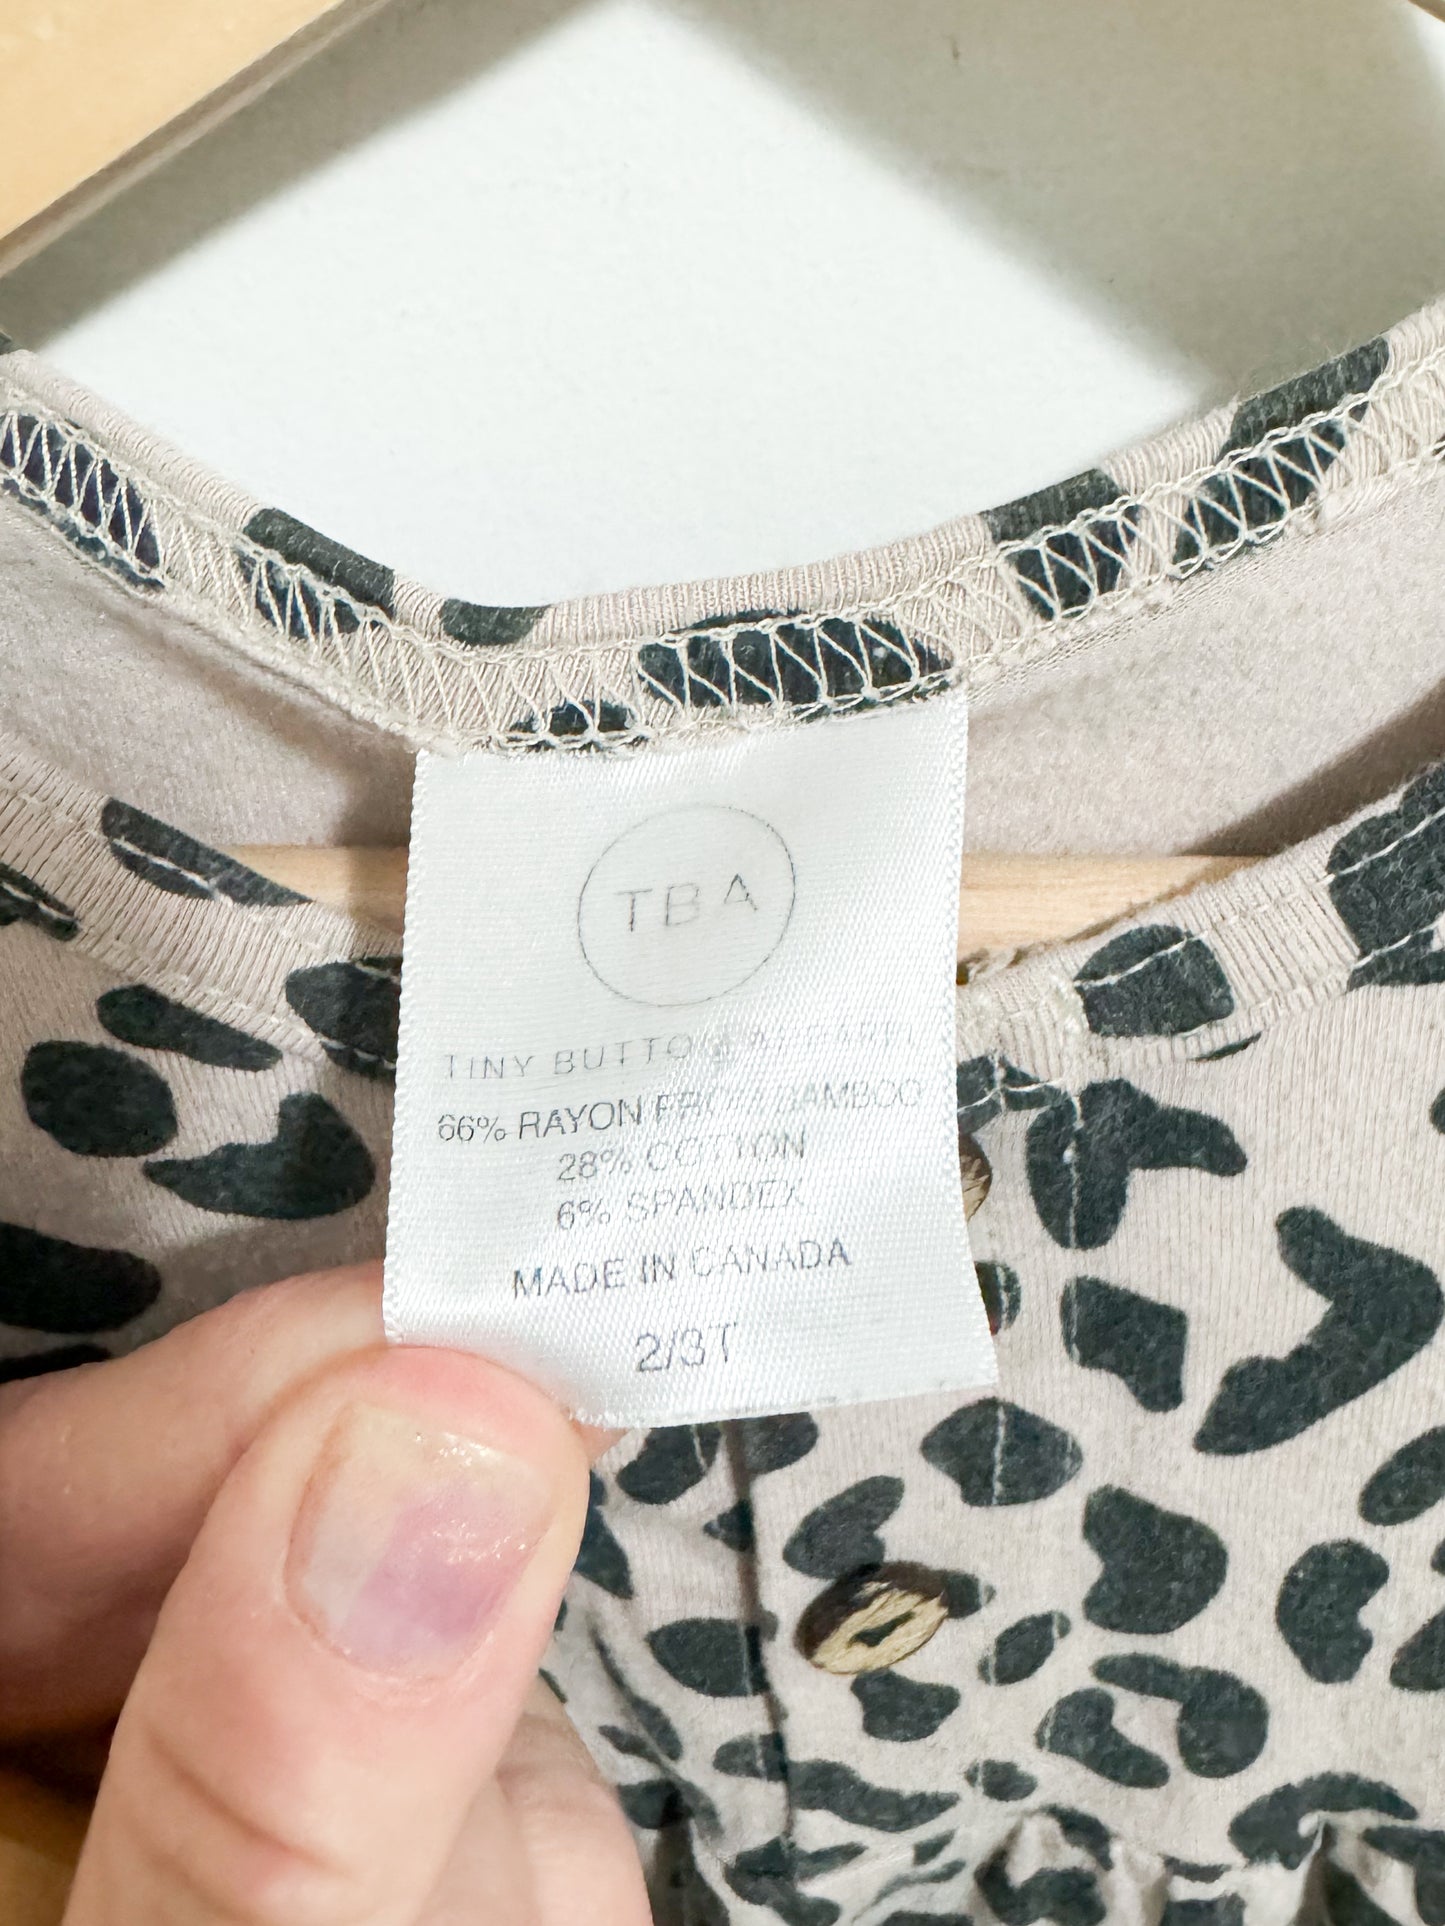 TBA
TINY BUTTON APPAREL
66% RAYON FROM BAMBOO
28% COTTON
6% SPANDEX
MADE IN CANADA
2/3T